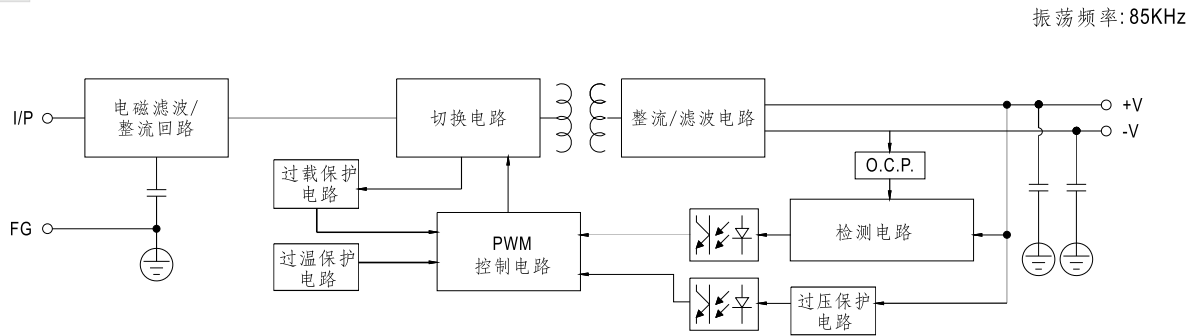 振荡频率: 85KHz
I/P
电磁滤波/
整流回路
切换电路
整流/滤波电路
+V
-V
O.C.P.
过载保护
电路
FG
PWM
控制电路
检测电路
过温保护
电路
过压保护
电路